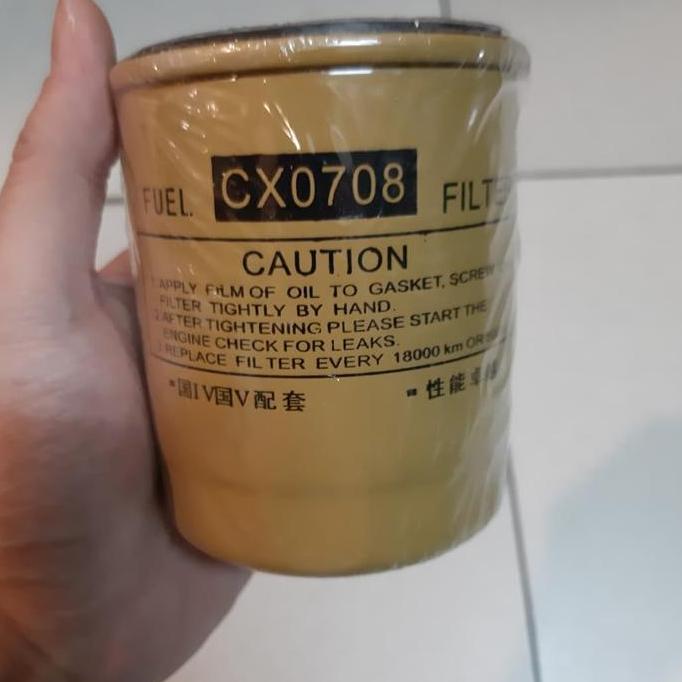 FUEL. CX0708 FILTE
CAUTION
1.APPLY FILM OF OIL TO GASKET, SCREW
FILTER TIGHTLY BY HAND.
2.AFTER TIGHTENING PLEASE START THE
ENGINE CHECK FOR LEAKS.
REPLACE FILTER EVERY 18000 km OR
"国IV国V配套
" 性能卓